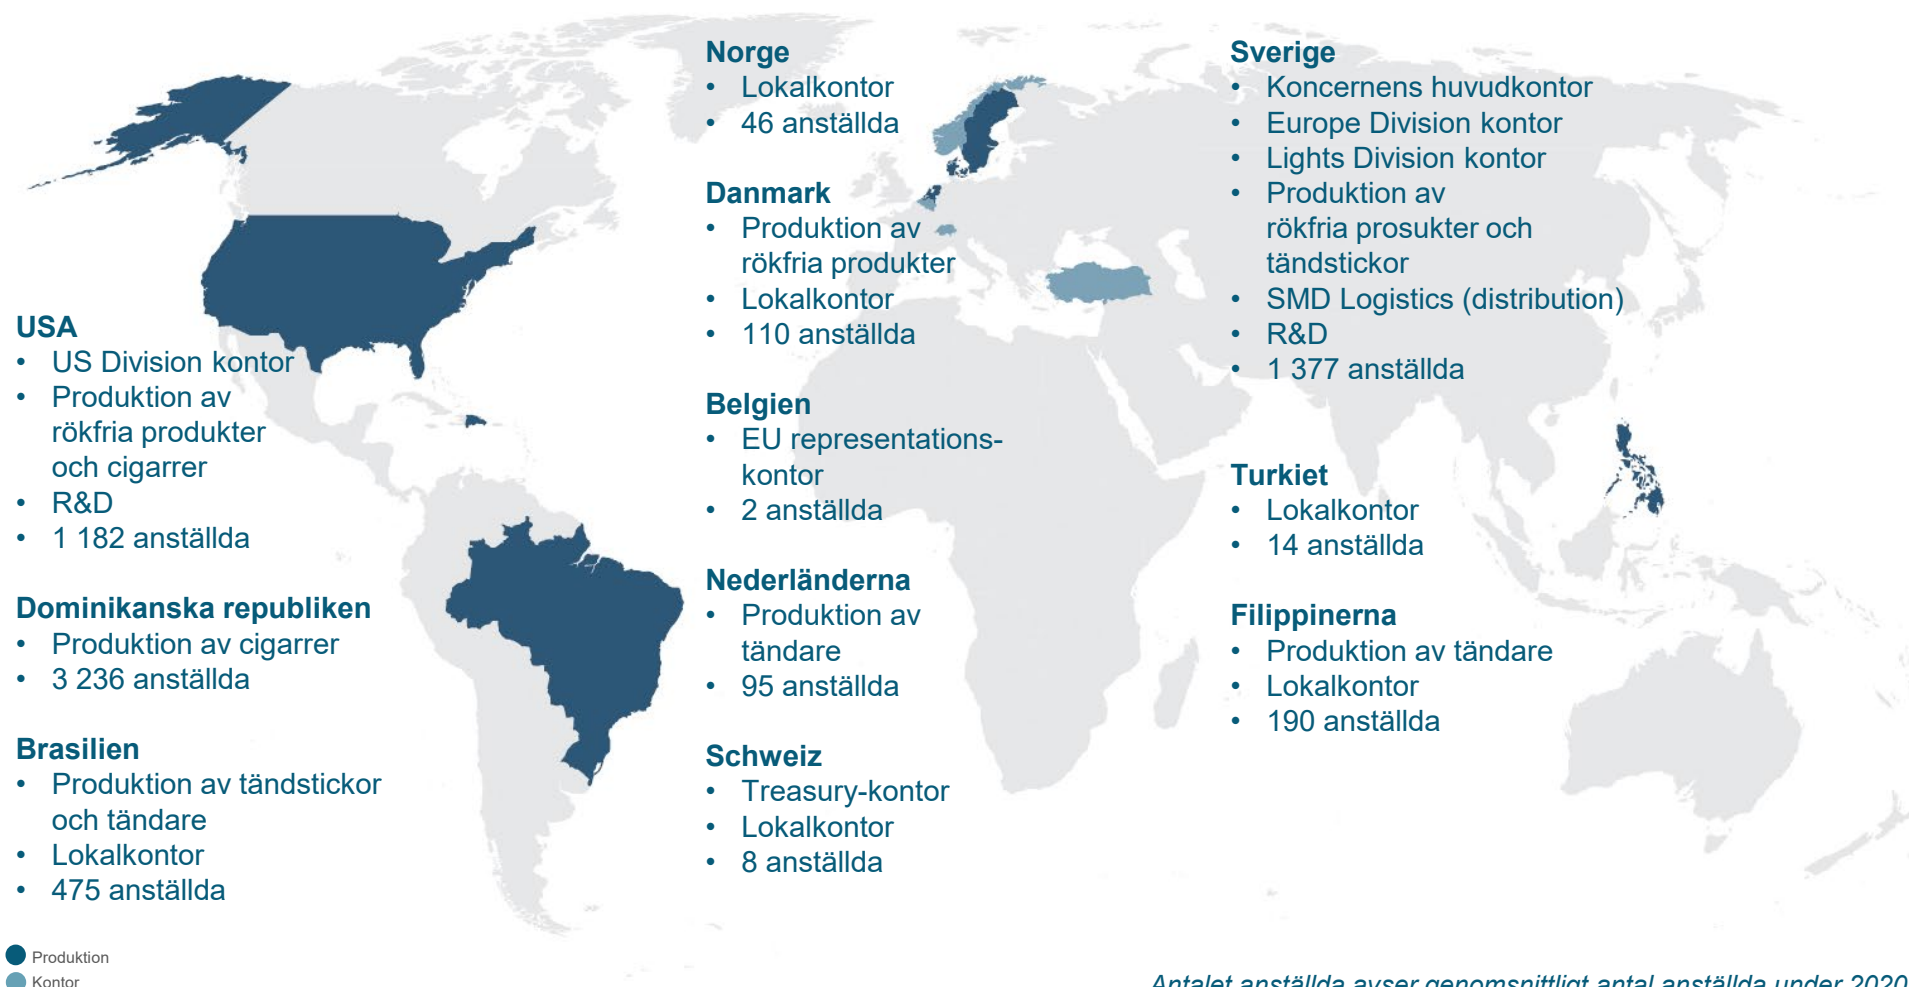 USA
• US Division kontor
• Produktion av
rökfria produkter
och cigarrer
• R&D
• 1 182 anställda
Dominikanska republiken
• Produktion av cigarrer
• 3 236 anställda
Brasilien
• Produktion av tändstickor
och tändare
• Lokalkontor
• 475 anställda
Norge
• Lokalkontor
• 46 anställda
Danmark
• Produktion av
rökfria produkter
• Lokalkontor
• 110 anställda
Belgien
• EU representations-
kontor
• 2 anställda
Nederländerna
• Produktion av
tändare
• 95 anställda
Schweiz
• Treasury-kontor
• Lokalkontor
• 8 anställda
Sverige
• Koncernens huvudkontor
• Europe Division kontor
• Lights Division kontor
• Produktion av
rökfria prosukter och
tändstickor
• SMD Logistics (distribution)
• R&D
• 1 377 anställda
Turkiet
• Lokalkontor
• 14 anställda
Filippinerna
• Produktion av tändare
• Lokalkontor
• 190 anställda
Produktion
Kontor
Antalet anställda avser genomsnittligt antal anställda under 2020